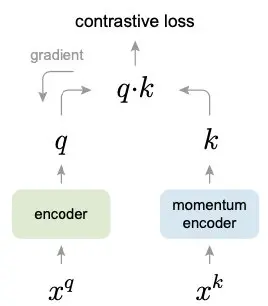 contrastive loss
gradient
q·k
q
k
encoder
momentum
encoder
x^q
x^k